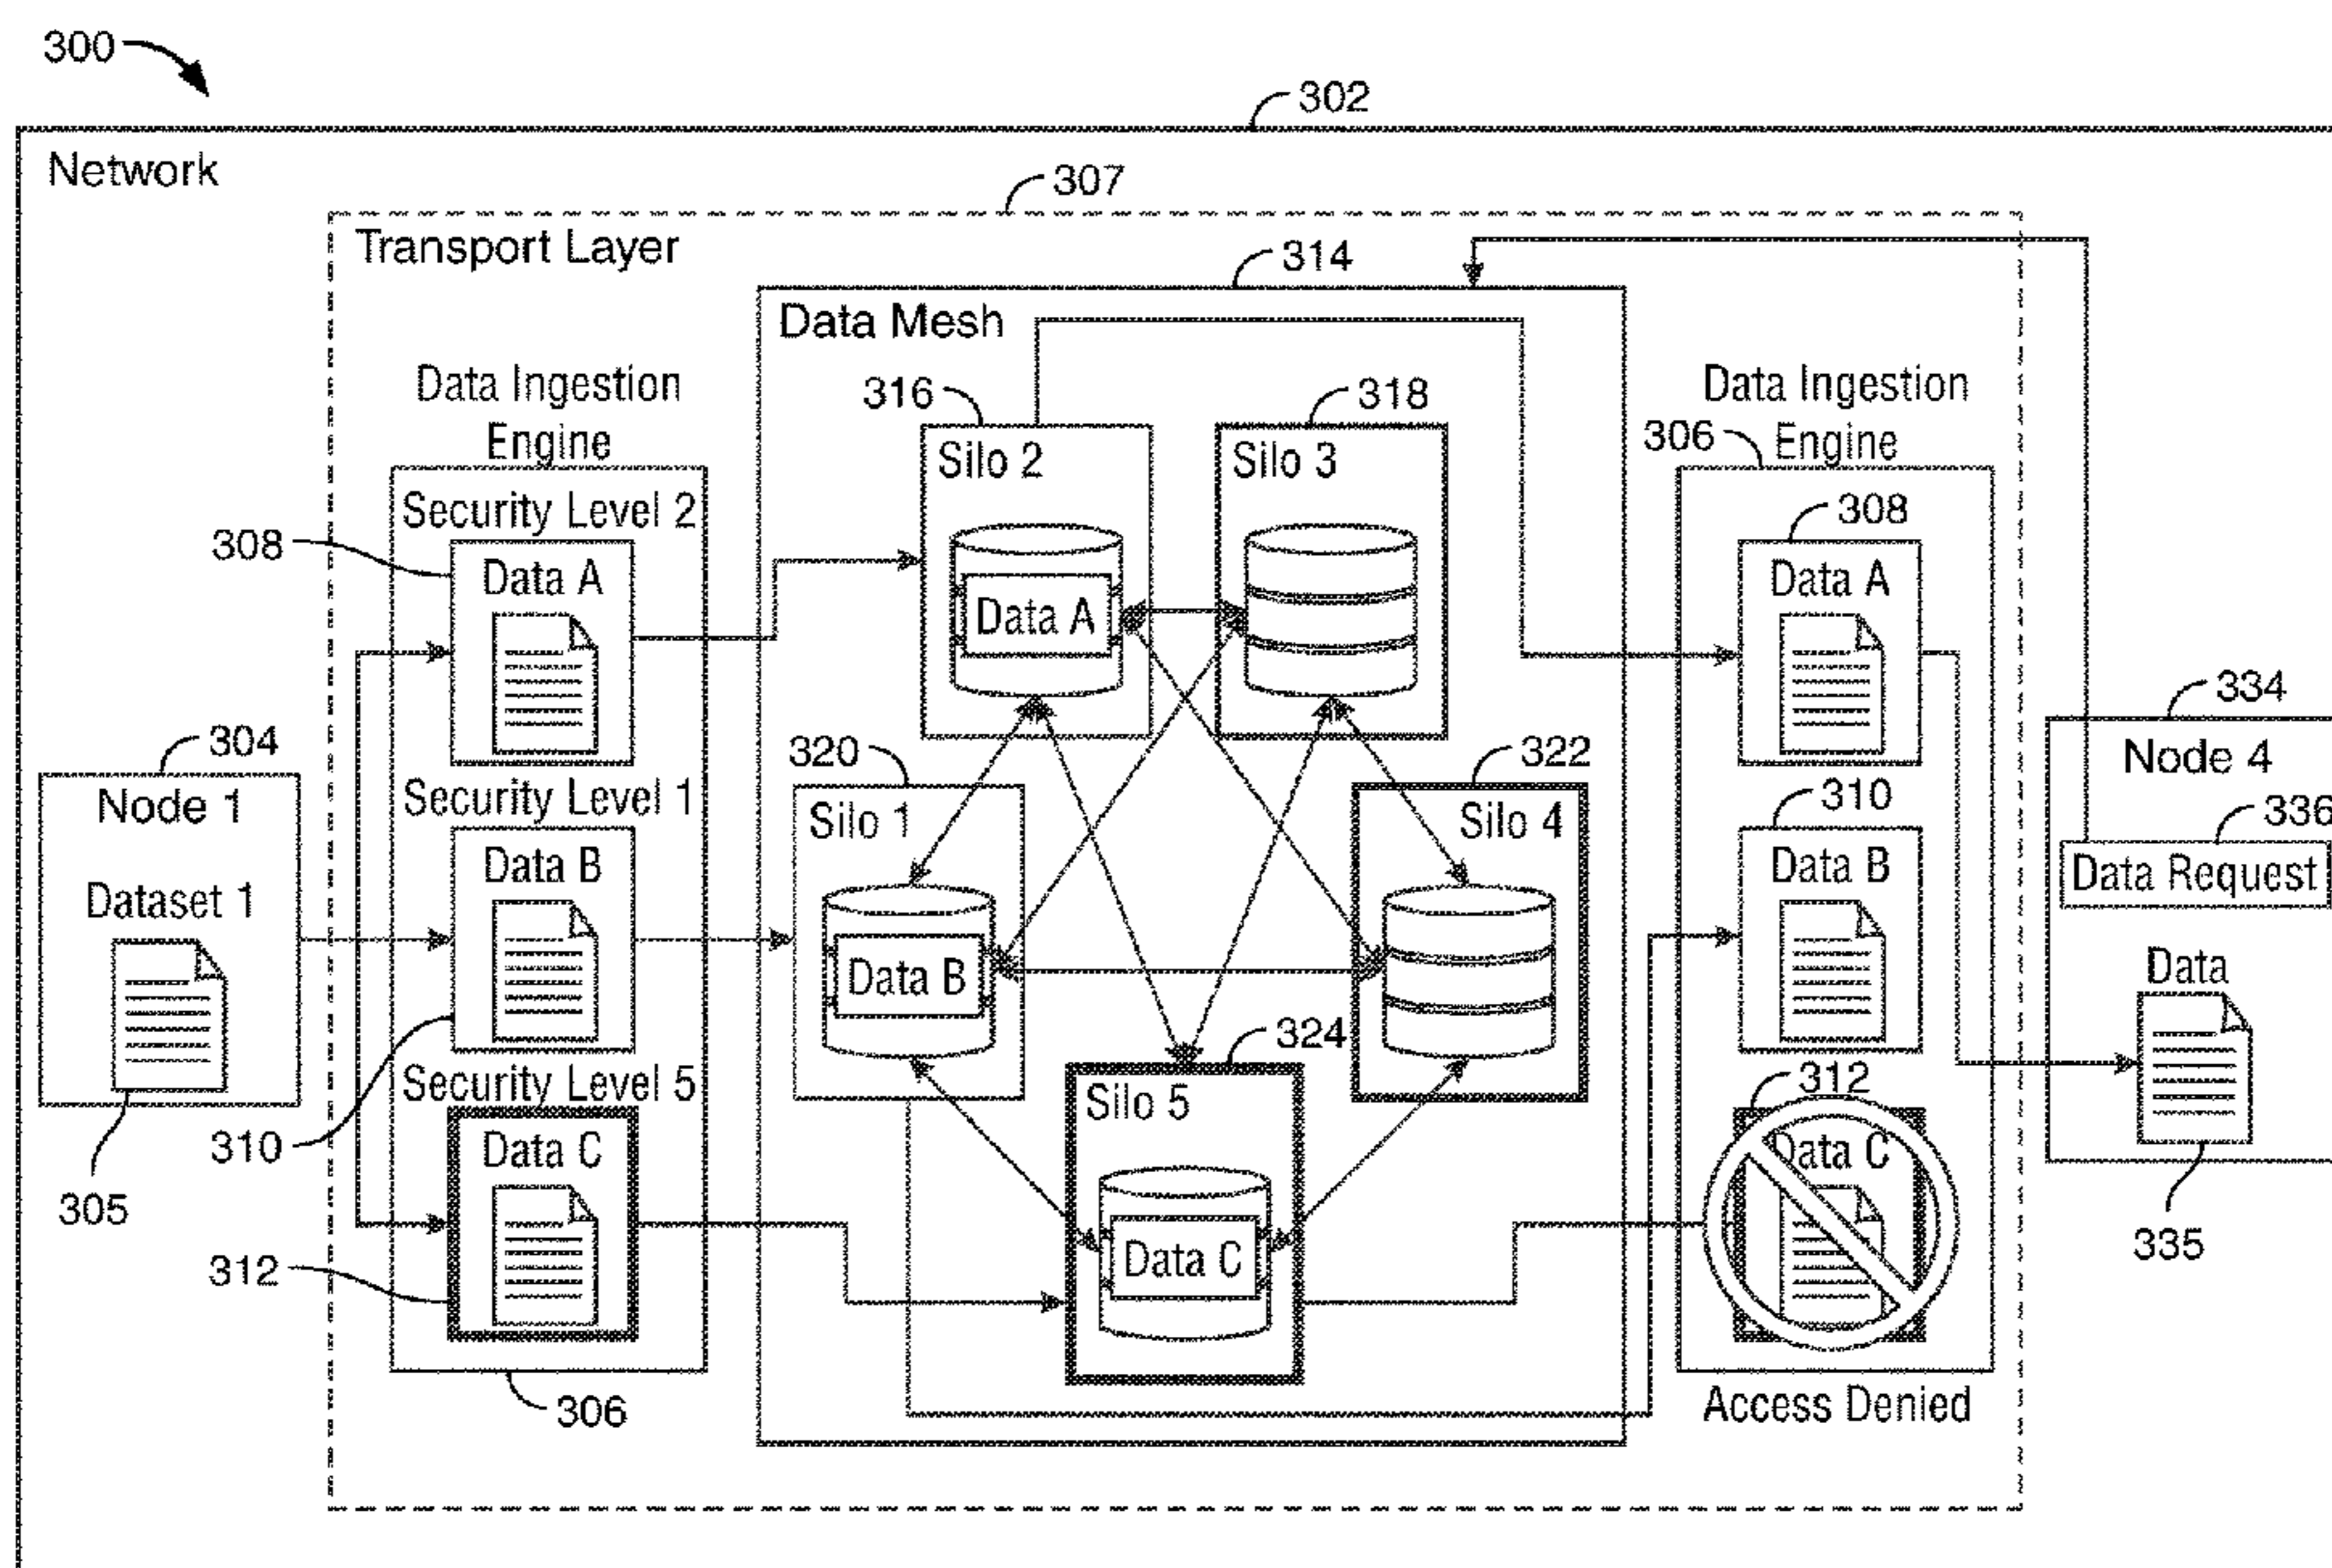 300
302
Network
307
Transport Layer
314
Data Mesh
Data Ingestion
Engine
316
318
Data Ingestion
306
Engine
Silo 2
Silo 3
Security Level 2
308
308
Data A
Data A
Data A
334
Node 4
304
Node 1
Security Level 1
320
322
310
336
Silo 1
Silo 4
Data B
Data B
Data Request
Dataset 1
Data B
Data
324
Security Level 5
312
Silo 5
310
Data C
Data C
305
335
312
Data C
306
Access Denied